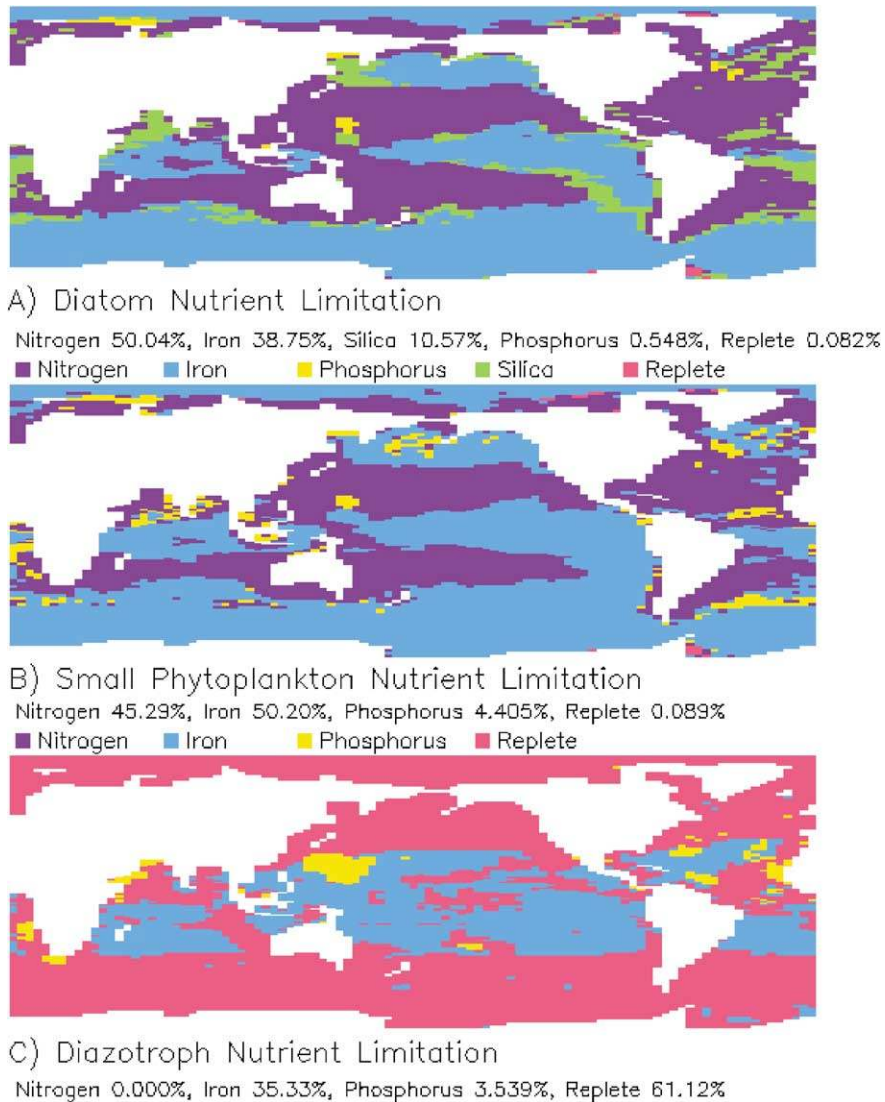 A) Diatom Nutrient Limitation
Nitrogen 50.04%, Iron 38.75%, Silica 10.57%, Phosphorus 0.548%, Replete 0.082%
Nitrogen Iron Phosphorus Silica Replete
B) Small Phytoplankton Nutrient Limitation
Nitrogen 45.29%, Iron 50.20%, Phosphorus 4.405%, Replete 0.089%
Nitrogen Iron Phosphorus Replete
C) Diazotroph Nutrient Limitation
Nitrogen 0.000%, Iron 35.33%, Phosphorus 3.539%, Replete 61.12%